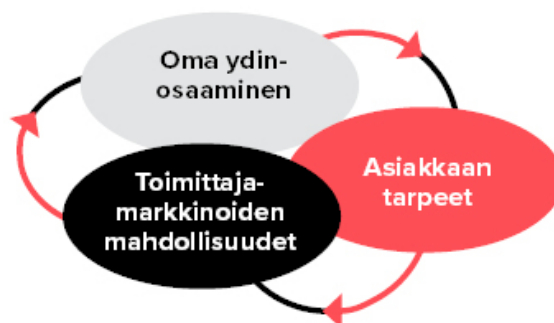 Oma ydin-
osaaminen
Asiakkaan
tarpeet
Toimittaja-
markkinoiden
mahdollisuudet